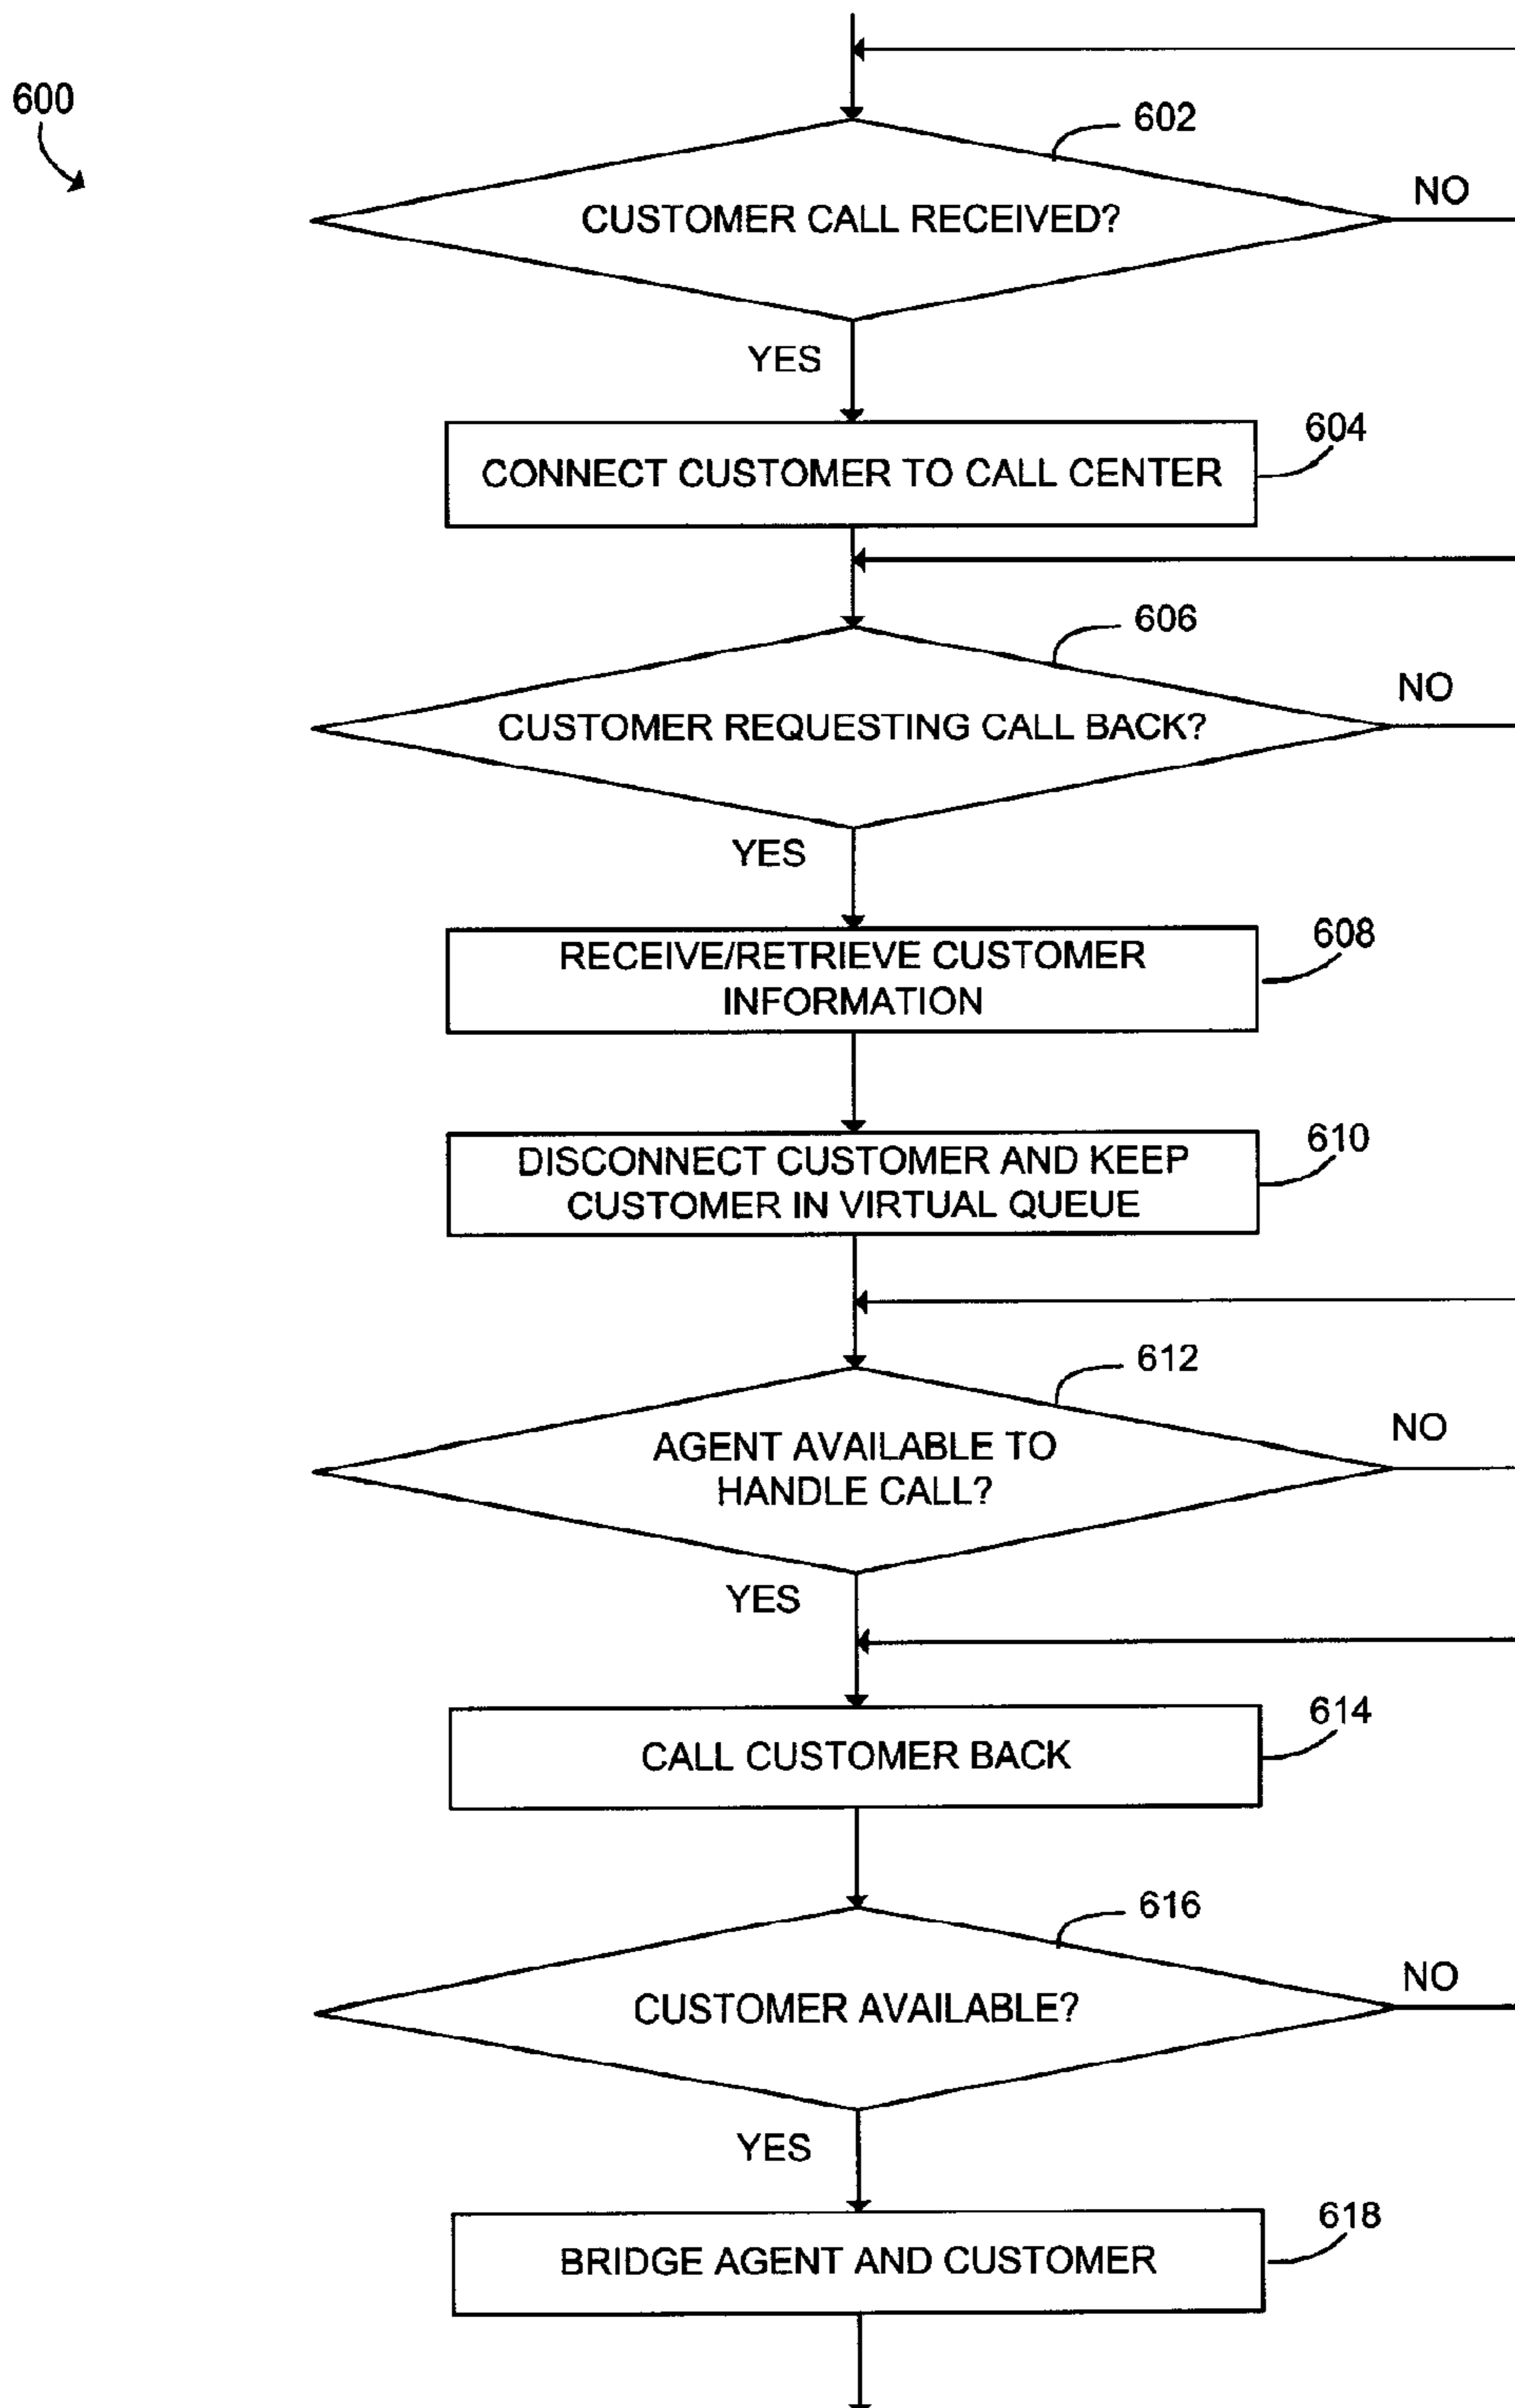 600
602
CUSTOMER CALL RECEIVED?
NO
YES
604
CONNECT CUSTOMER TO CALL CENTER
606
NO
CUSTOMER REQUESTING CALL BACK?
YES
608
RECEIVE/RETRIEVE CUSTOMER
INFORMATION
610
DISCONNECT CUSTOMER AND KEEP
CUSTOMER IN VIRTUAL QUEUE
612
NO
AGENT AVAILABLE TO
HANDLE CALL?
YES
614
CALL CUSTOMER BACK
616
NO
CUSTOMER AVAILABLE?
YES
618
BRIDGE AGENT AND CUSTOMER